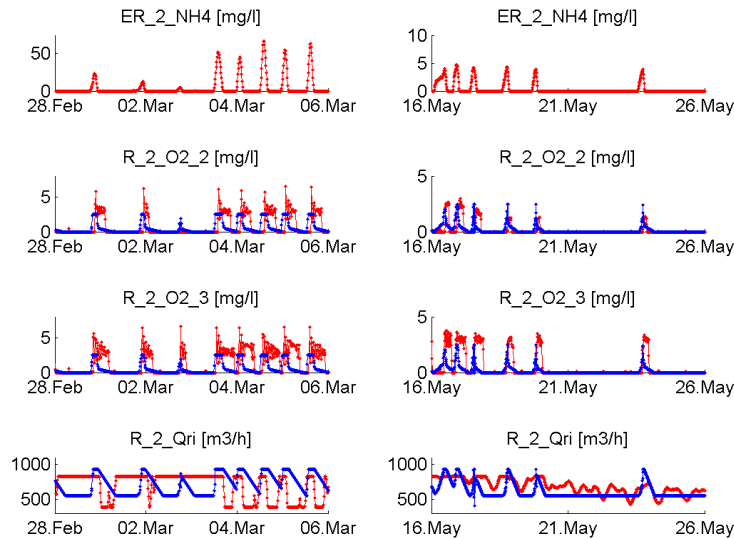 ER_2_NH4 [mg/l]
50
0
28.Feb 02.Mar 04.Mar 06.Mar
ER_2_NH4 [mg/l]
10
5
0
16.May 21.May 26.May
R_2_O2_2 [mg/l]
5
0
28.Feb 02.Mar 04.Mar 06.Mar
R_2_O2_2 [mg/l]
5
0
16.May 21.May 26.May
R_2_O2_3 [mg/l]
5
0
28.Feb 02.Mar 04.Mar 06.Mar
R_2_O2_3 [mg/l]
5
0
16.May 21.May 26.May
R_2_Qri [m3/h]
1000
500
28.Feb 02.Mar 04.Mar 06.Mar
R_2_Qri [m3/h]
1000
500
16.May 21.May 26.May